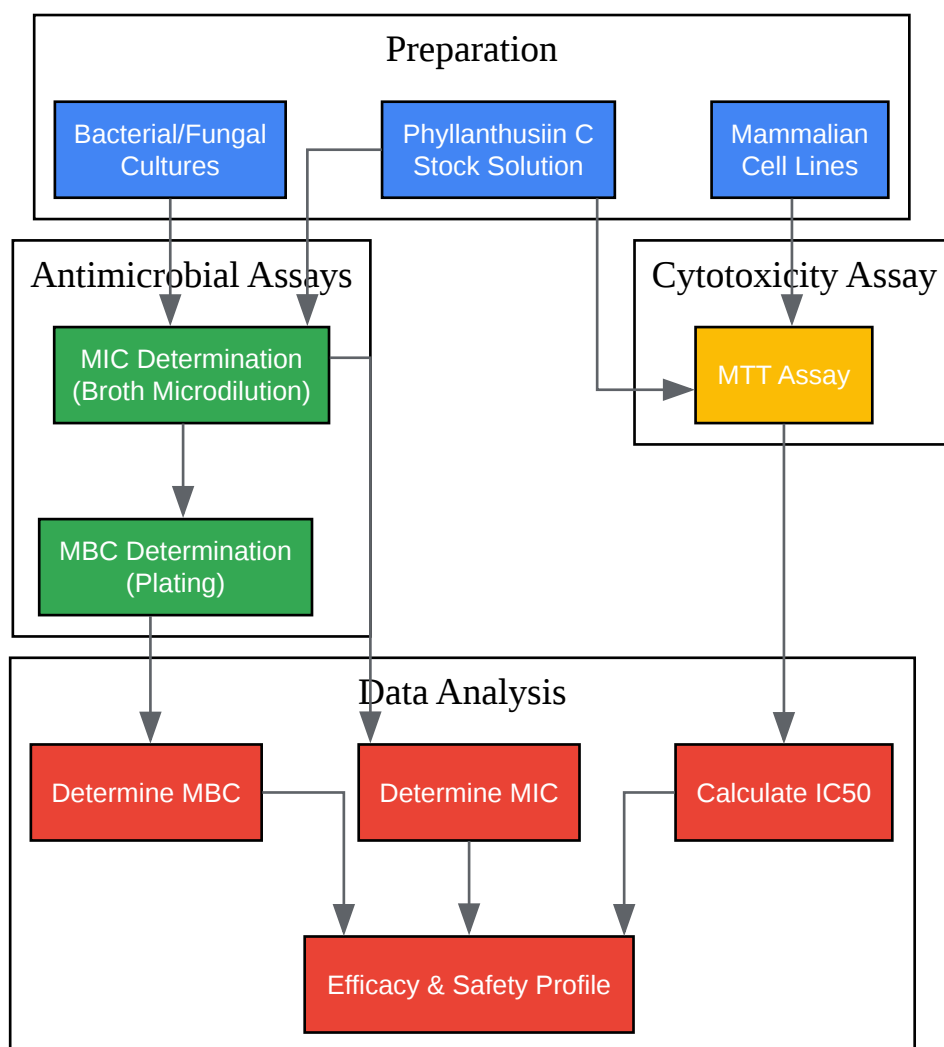 Preparation
Bacterial/Fungal
Cultures
Phyllanthusiin C
Stock Solution
Mammalian
Cell Lines
Antimicrobial Assays
MIC Determination
(Broth Microdilution)
MBC Determination
(Plating)
Cytotoxicity Assay
MTT Assay
Data Analysis
Determine MBC
Determine MIC
Calculate IC50
Efficacy & Safety Profile